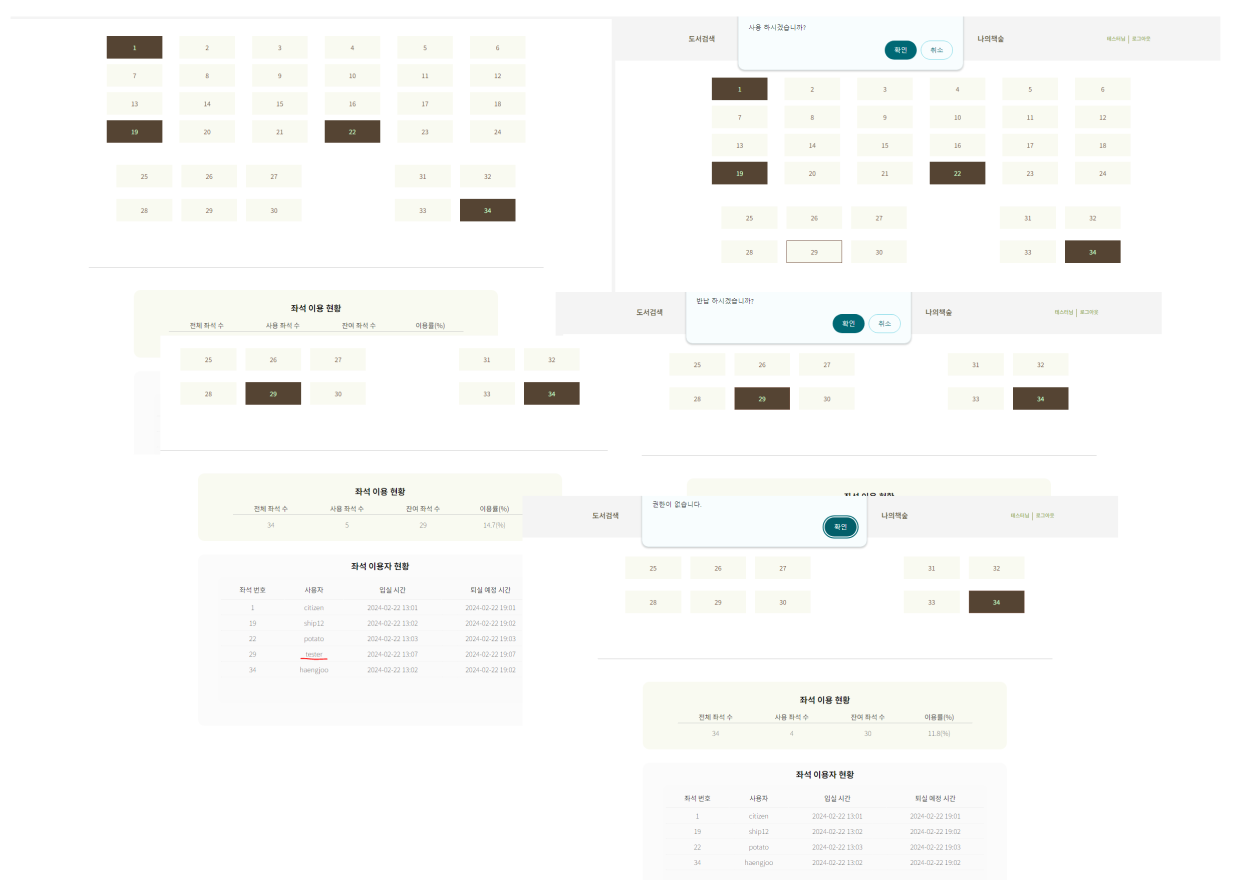 1 2 3 4 5 6
7 8 9 10 11 12
13 14 15 16 17 18
19 20 21 22 23 24
25 26 27 31 32
28 29 30 33 34
좌석 이용 현황
전체 좌석 수 사용 좌석 수 잔여 좌석 수 이용률(%)
사용 하시겠습니까?
확인 취소
도서검색 나의책숲 테스터님 로그아웃
1 2 3 4 5 6
7 8 9 10 11 12
13 14 15 16 17 18
19 20 21 22 23 24
25 26 27 31 32
28 29 30 33 34
25 26 27 31 32
28 29 30 33 34
좌석 이용 현황
전체 좌석 수 사용 좌석 수 잔여 좌석 수 이용률(%)
34 5 29 14.7(%)
좌석 이용자 현황
좌석 번호 사용자 입실 시간 퇴실 예정 시간
1 citizen 2024-02-22 13:01 2024-02-22 19:01
19 ship12 2024-02-22 13:02 2024-02-22 19:02
22 potato 2024-02-22 13:03 2024-02-22 19:03
29 tester 2024-02-22 13:07 2024-02-22 19:07
34 haengjoo 2024-02-22 13:02 2024-02-22 19:02
반납 하시겠습니까?
확인 취소
도서검색 나의책숲 테스터님 로그아웃
25 26 27 31 32
28 29 30 33 34
좌석 이용 현황
권한이 없습니다.
확인
도서검색 나의책숲 테스터님 로그아웃
25 26 27 31 32
28 29 30 33 34
좌석 이용 현황
전체 좌석 수 사용 좌석 수 잔여 좌석 수 이용률(%)
34 4 30 11.8(%)
좌석 이용자 현황
좌석 번호 사용자 입실 시간 퇴실 예정 시간
1 citizen 2024-02-22 13:01 2024-02-22 19:01
19 ship12 2024-02-22 13:02 2024-02-22 19:02
22 potato 2024-02-22 13:03 2024-02-22 19:03
34 haengjoo 2024-02-22 13:02 2024-02-22 19:02